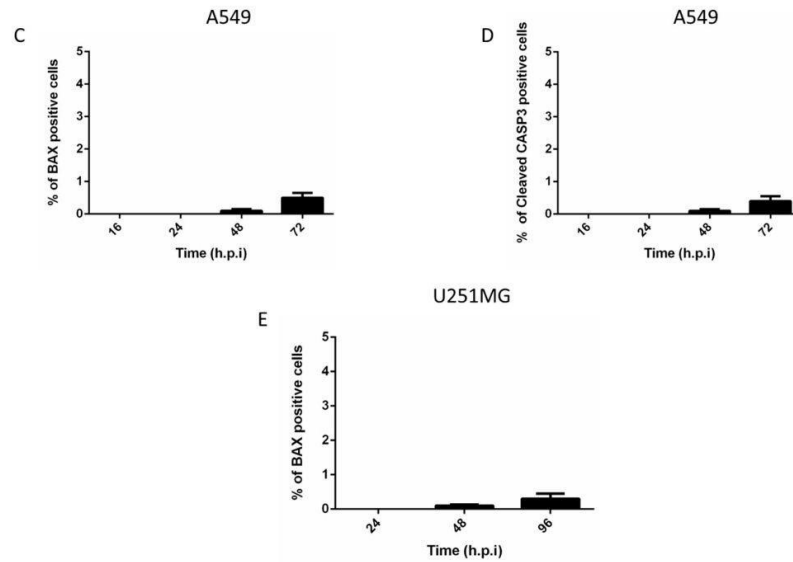 C
A549
% of BAX positive cells
5
4
3
2
1
0
16 24 48 72
Time (h.p.i)
D
A549
% of Cleaved CASP3 positive cells
5
4
3
2
1
0
16 24 48 72
Time (h.p.i)
E
U251MG
% of BAX positive cells
5
4
3
2
1
0
24 48 96
Time (h.p.i)